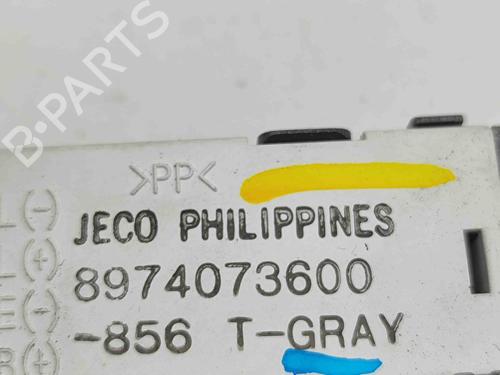 B-PARTS
>PP<
JECO PHILIPPINES
8974073600
-856 T-GRAY
(-)
(+)
(-)
B(+)